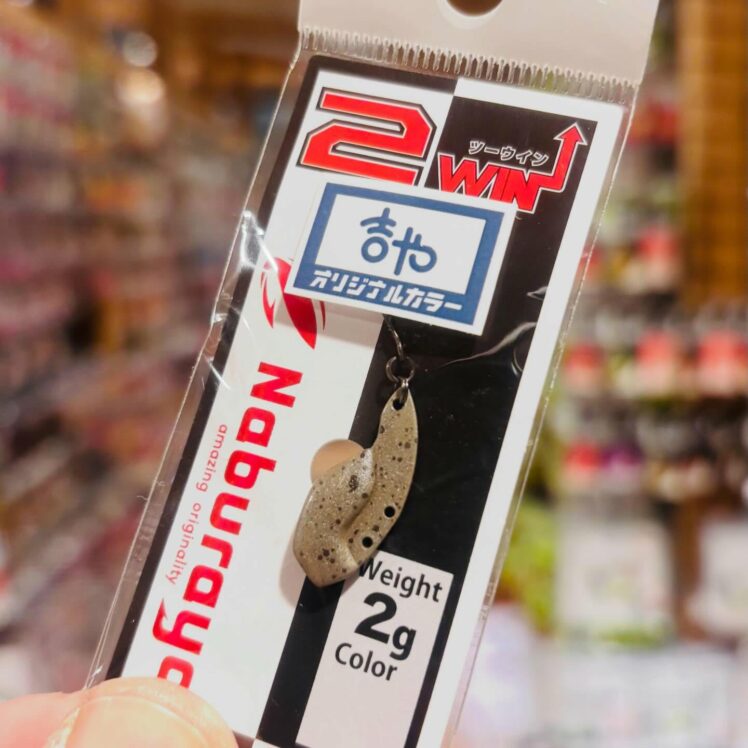 2
ツーウイン
WIN
吉や
オリジナルカラー
Naburaya
amazing originality
Weight
2g
Color